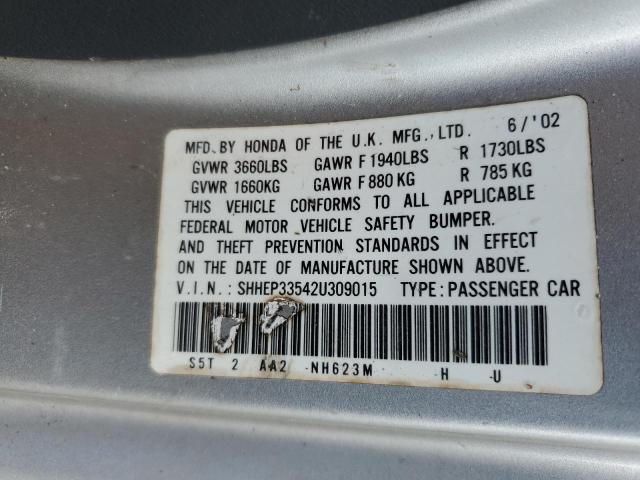 MFD. BY HONDA OF THE U.K. MFG., LTD. 6/'02
GVWR 3660LBS GAWR F 1940LBS R 1730LBS
GVWR 1660KG GAWR F 880 KG R 785 KG
THIS VEHICLE CONFORMS TO ALL APPLICABLE
FEDERAL MOTOR VEHICLE SAFETY BUMPER.
AND THEFT PREVENTION STANDARDS IN EFFECT
ON THE DATE OF MANUFACTURE SHOWN ABOVE.
V.I.N.: SHHEP33542U309015 TYPE: PASSENGER CAR
S5T 2 AA2 -NH623M -H -U